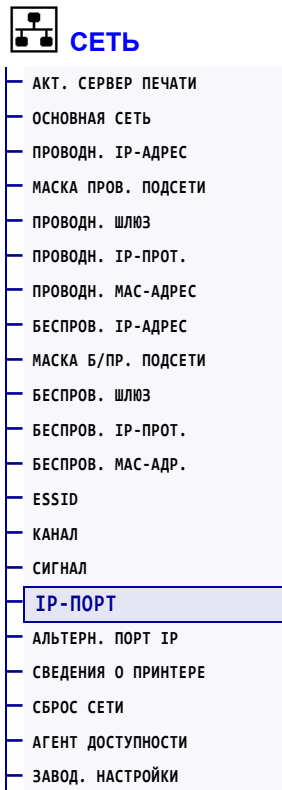 СЕТЬ
АКТ. СЕРВЕР ПЕЧАТИ
ОСНОВНАЯ СЕТЬ
ПРОВОДН. IP-АДРЕС
МАСКА ПРОВ. ПОДСЕТИ
ПРОВОДН. ШЛЮЗ
ПРОВОДН. IP-ПРОТ.
ПРОВОДН. MAC-АДРЕС
БЕСПРОВ. IP-АДРЕС
МАСКА Б/ПР. ПОДСЕТИ
БЕСПРОВ. ШЛЮЗ
БЕСПРОВ. IP-ПРОТ.
БЕСПРОВ. MAC-АДР.
ESSID
КАНАЛ
СИГНАЛ
IP-ПОРТ
АЛЬТЕРН. ПОРТ IP
СВЕДЕНИЯ О ПРИНТЕРЕ
СБРОС СЕТИ
АГЕНТ ДОСТУПНОСТИ
ЗАВОД. НАСТРОЙКИ